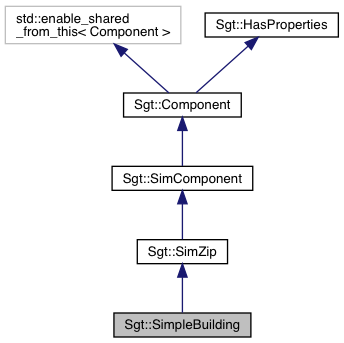 std::enable_shared
_from_this< Component >
Sgt::HasProperties
Sgt::Component
Sgt::SimComponent
Sgt::SimZip
Sgt::SimpleBuilding